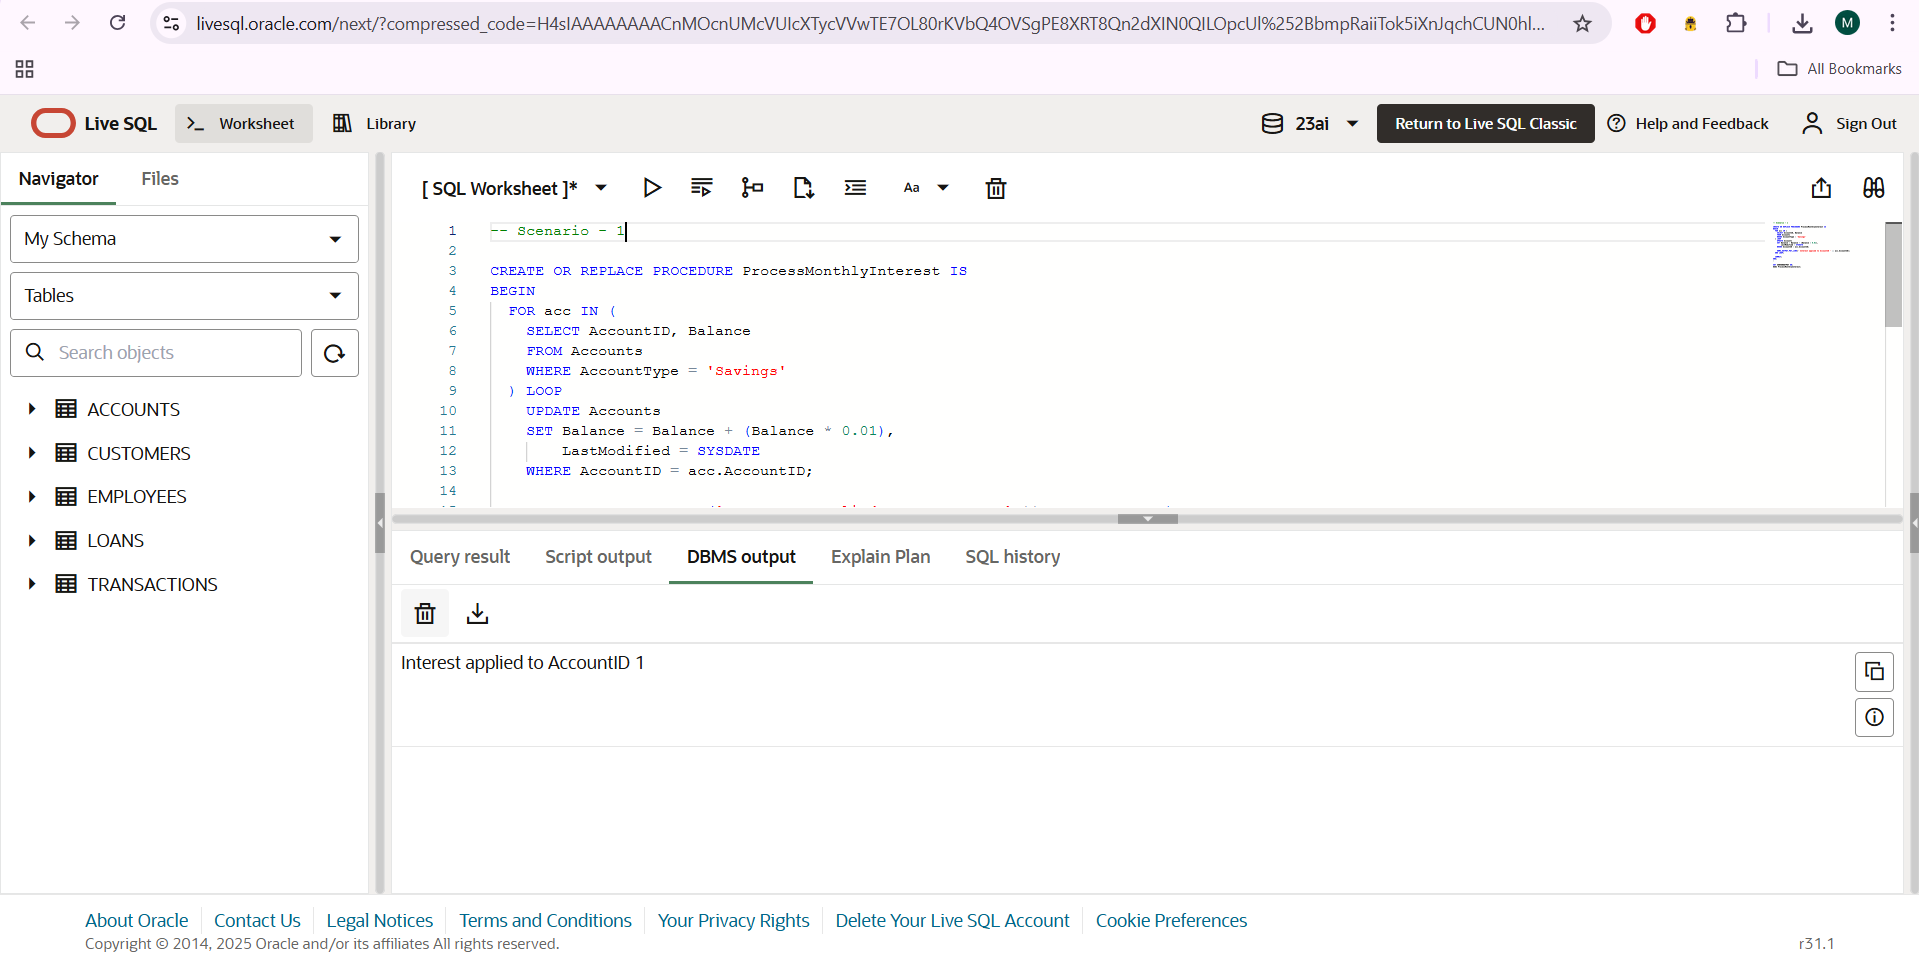 livesql.oracle.com/next/?compressed_code=H4sIAAAAAAAACnMOcnUMcVUIcXTycVVwTE7OL80rKVbQ4OVSgPE8XRT8Qn2dXIN0QILOpcUl%252BbmpRaiiTok5iXnJqchCUN0hl...
M
All Bookmarks
Live SQL
Worksheet
Library
23ai
Return to Live SQL Classic
Help and Feedback
Sign Out
Navigator
Files
My Schema
Tables
Search objects
ACCOUNTS
CUSTOMERS
EMPLOYEES
LOANS
TRANSACTIONS
[ SQL Worksheet ]*
Aa
1 -- Scenario - 1
2
3 CREATE OR REPLACE PROCEDURE ProcessMonthlyInterest IS
4 BEGIN
5 FOR acc IN (
6 SELECT AccountID, Balance
7 FROM Accounts
8 WHERE AccountType = 'Savings'
9 ) LOOP
10 UPDATE Accounts
11 SET Balance = Balance + (Balance * 0.01),
12 LastModified = SYSDATE
13 WHERE AccountID = acc.AccountID;
14
Query result
Script output
DBMS output
Explain Plan
SQL history
Interest applied to AccountID 1
About Oracle
Contact Us
Legal Notices
Terms and Conditions
Your Privacy Rights
Delete Your Live SQL Account
Cookie Preferences
Copyright © 2014, 2025 Oracle and/or its affiliates All rights reserved.
r31.1